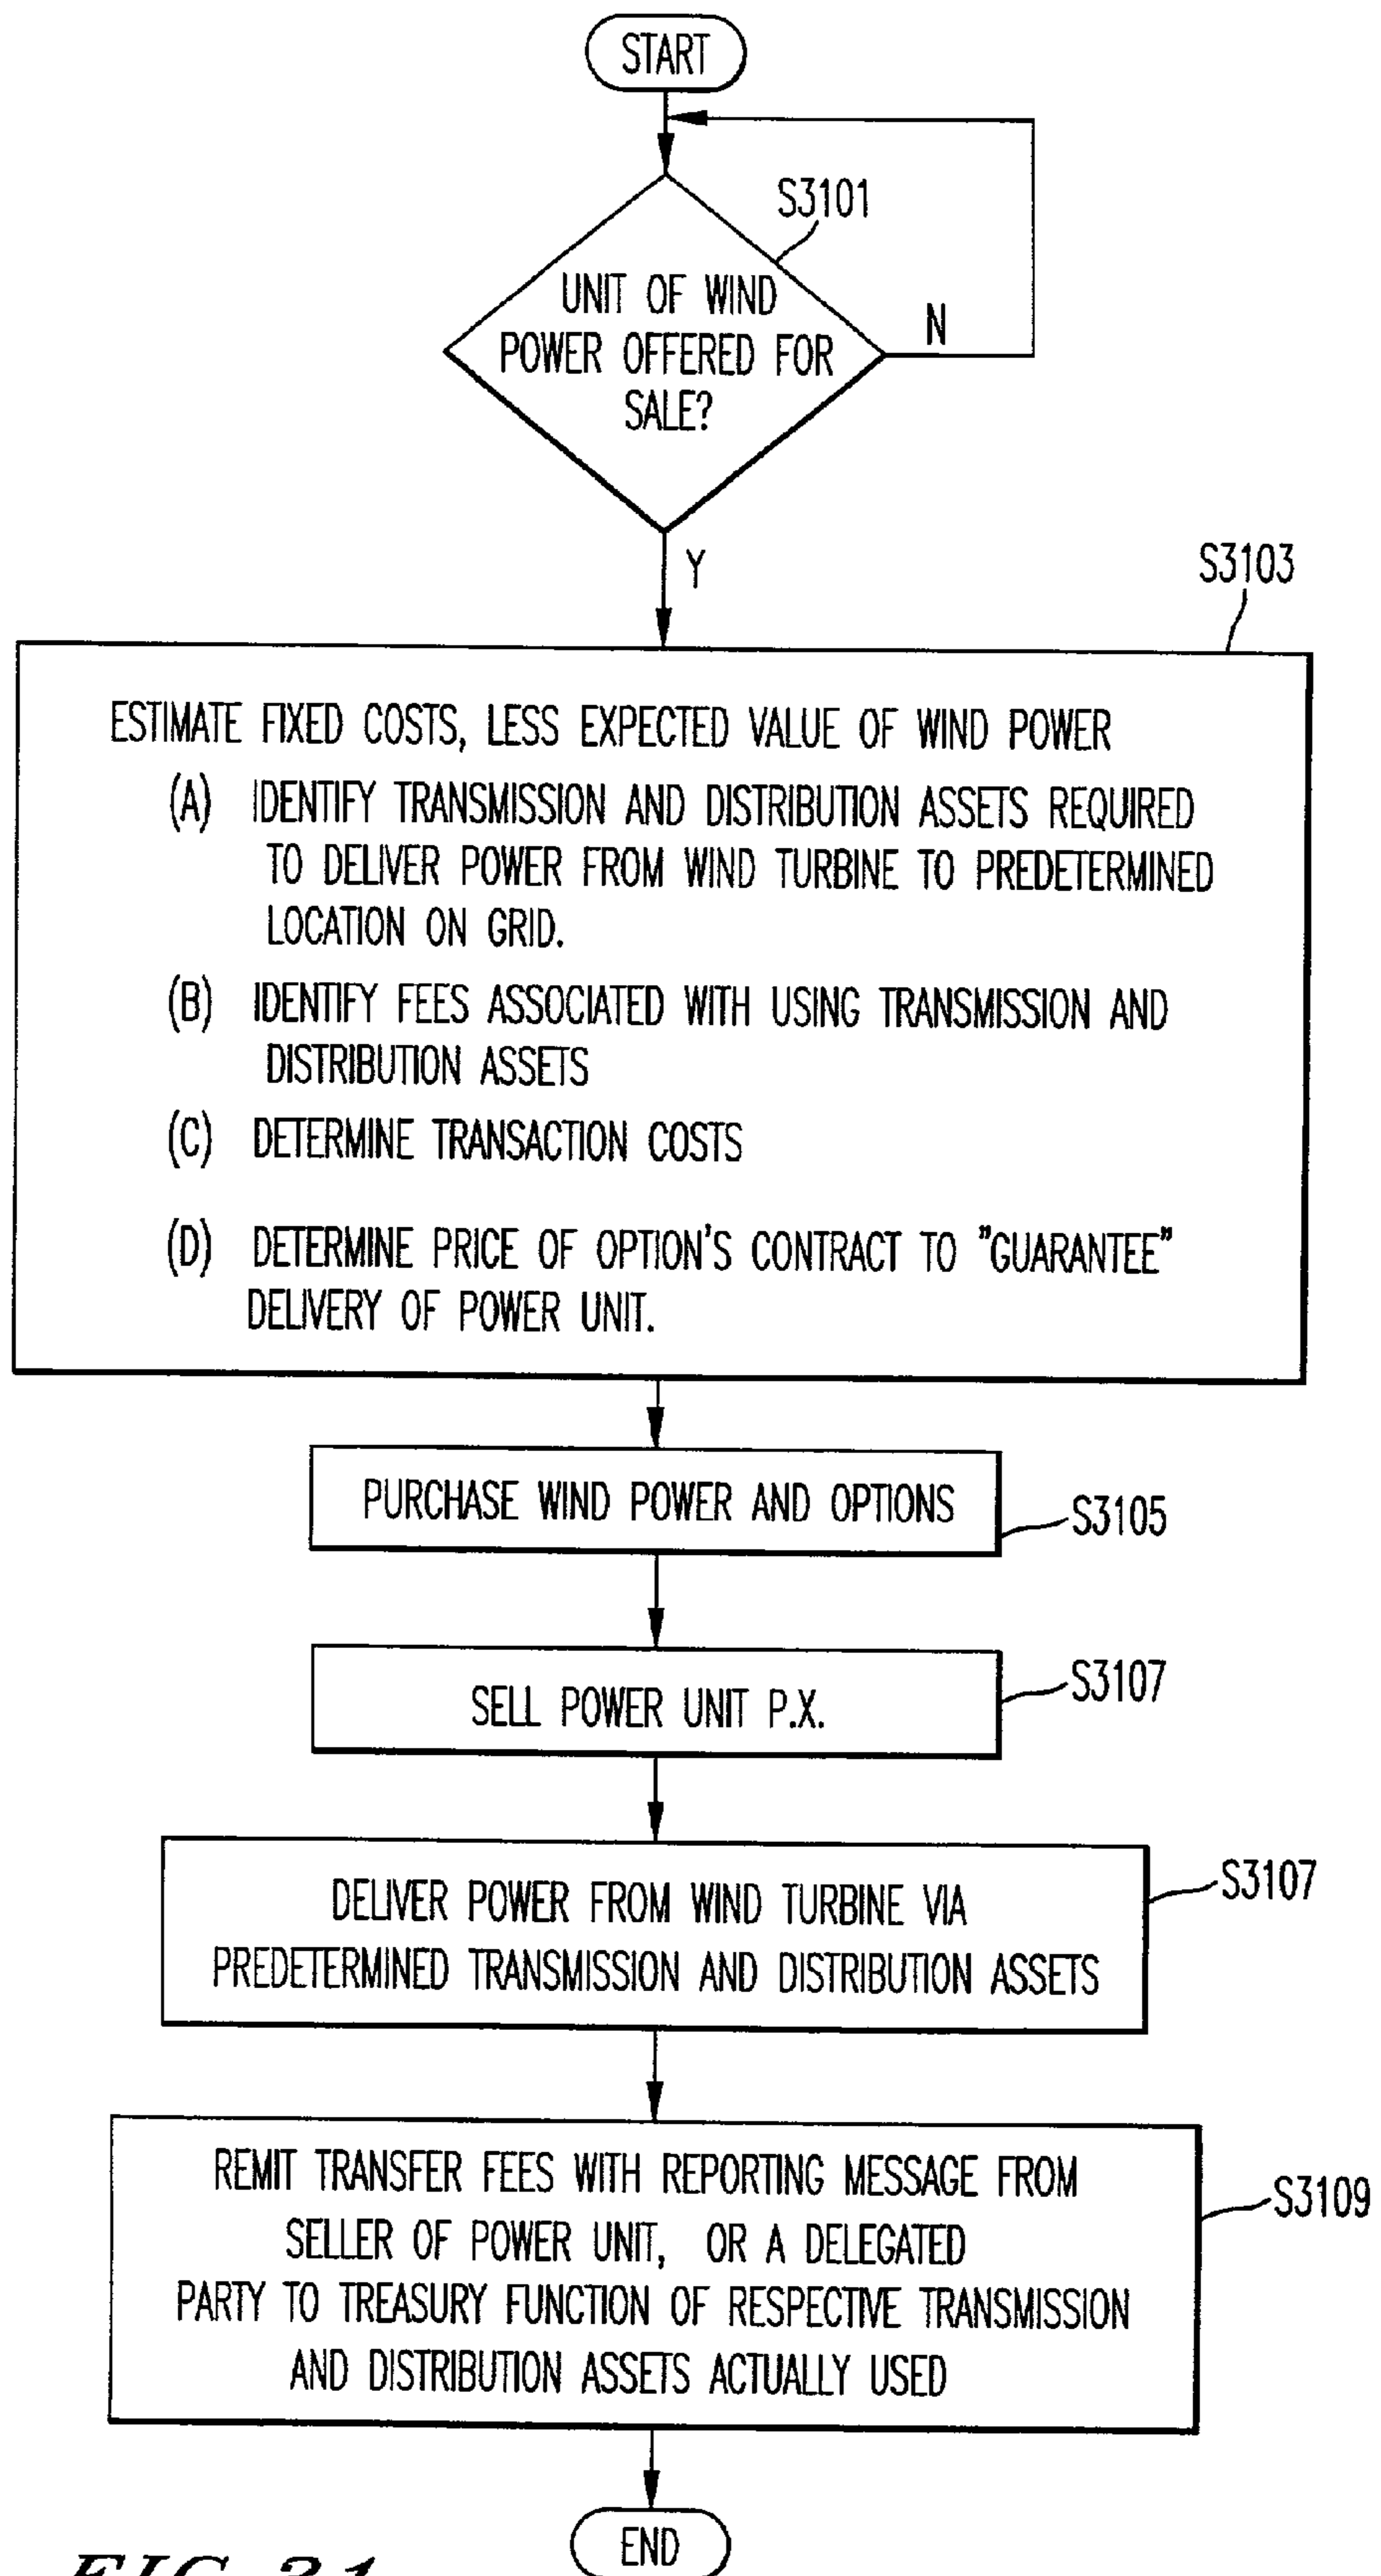 START
S3101
UNIT OF WIND
POWER OFFERED FOR
SALE?
N
Y
S3103
ESTIMATE FIXED COSTS, LESS EXPECTED VALUE OF WIND POWER
(A) IDENTIFY TRANSMISSION AND DISTRIBUTION ASSETS REQUIRED
TO DELIVER POWER FROM WIND TURBINE TO PREDETERMINED
LOCATION ON GRID.
(B) IDENTIFY FEES ASSOCIATED WITH USING TRANSMISSION AND
DISTRIBUTION ASSETS
(C) DETERMINE TRANSACTION COSTS
(D) DETERMINE PRICE OF OPTION'S CONTRACT TO "GUARANTEE"
DELIVERY OF POWER UNIT.
PURCHASE WIND POWER AND OPTIONS
S3105
SELL POWER UNIT P.X.
S3107
DELIVER POWER FROM WIND TURBINE VIA
PREDETERMINED TRANSMISSION AND DISTRIBUTION ASSETS
S3107
REMIT TRANSFER FEES WITH REPORTING MESSAGE FROM
SELLER OF POWER UNIT, OR A DELEGATED
PARTY TO TREASURY FUNCTION OF RESPECTIVE TRANSMISSION
AND DISTRIBUTION ASSETS ACTUALLY USED
S3109
END